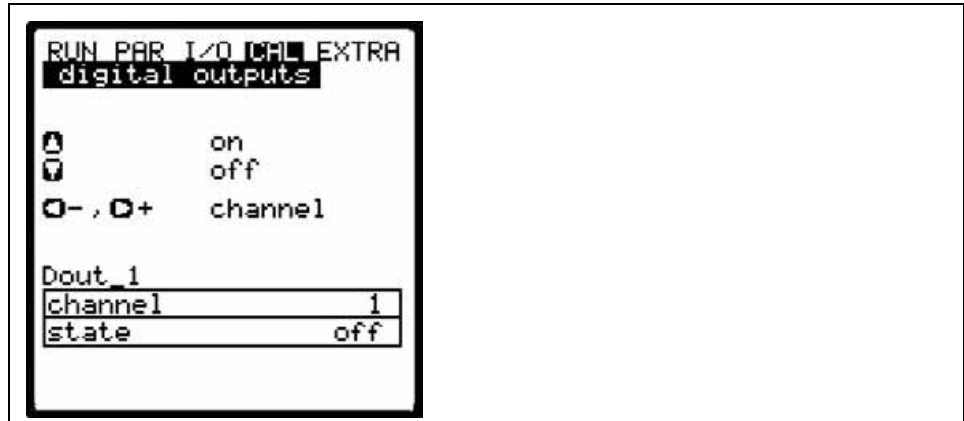 RUN PAR I/O CAL EXTRA
digital outputs
on
off
- , + channel
Dout_1
channel 1
state off